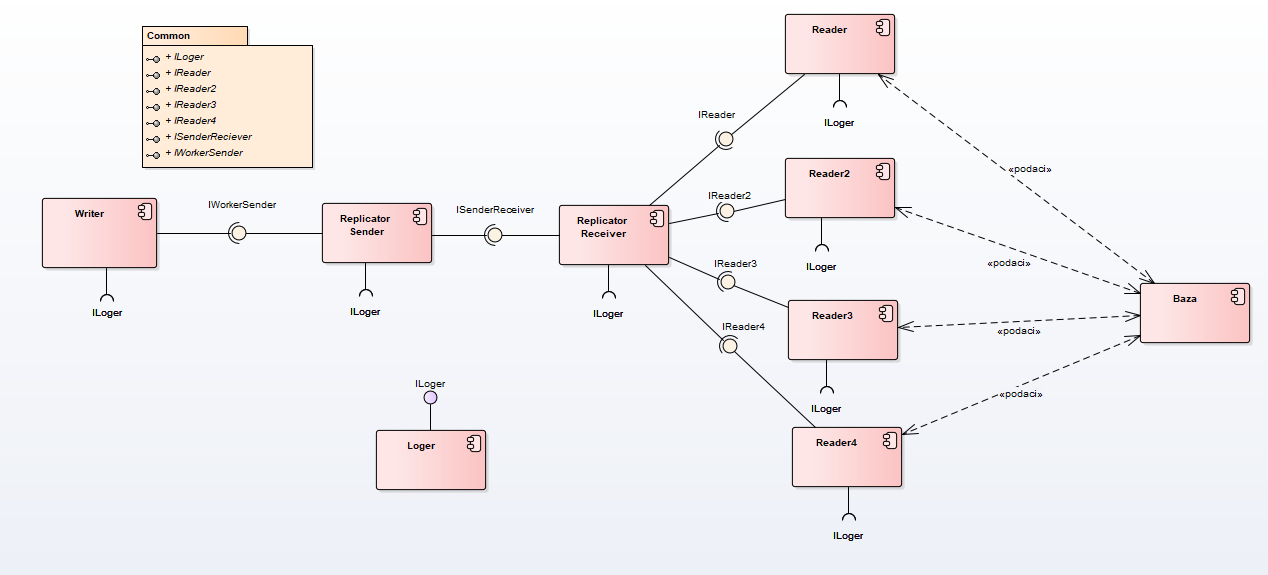 Common
+ ILoger
+ IReader
+ IReader2
+ IReader3
+ IReader4
+ ISenderReciever
+ IWorkerSender
Writer
ILoger
IWorkerSender
Replicator
Sender
ILoger
ISenderReceiver
Replicator
Receiver
ILoger
IReader
Reader
ILoger
IReader2
Reader2
ILoger
IReader3
Reader3
ILoger
IReader4
Reader4
ILoger
«podaci»
«podaci»
«podaci»
«podaci»
Baza
ILoger
Loger